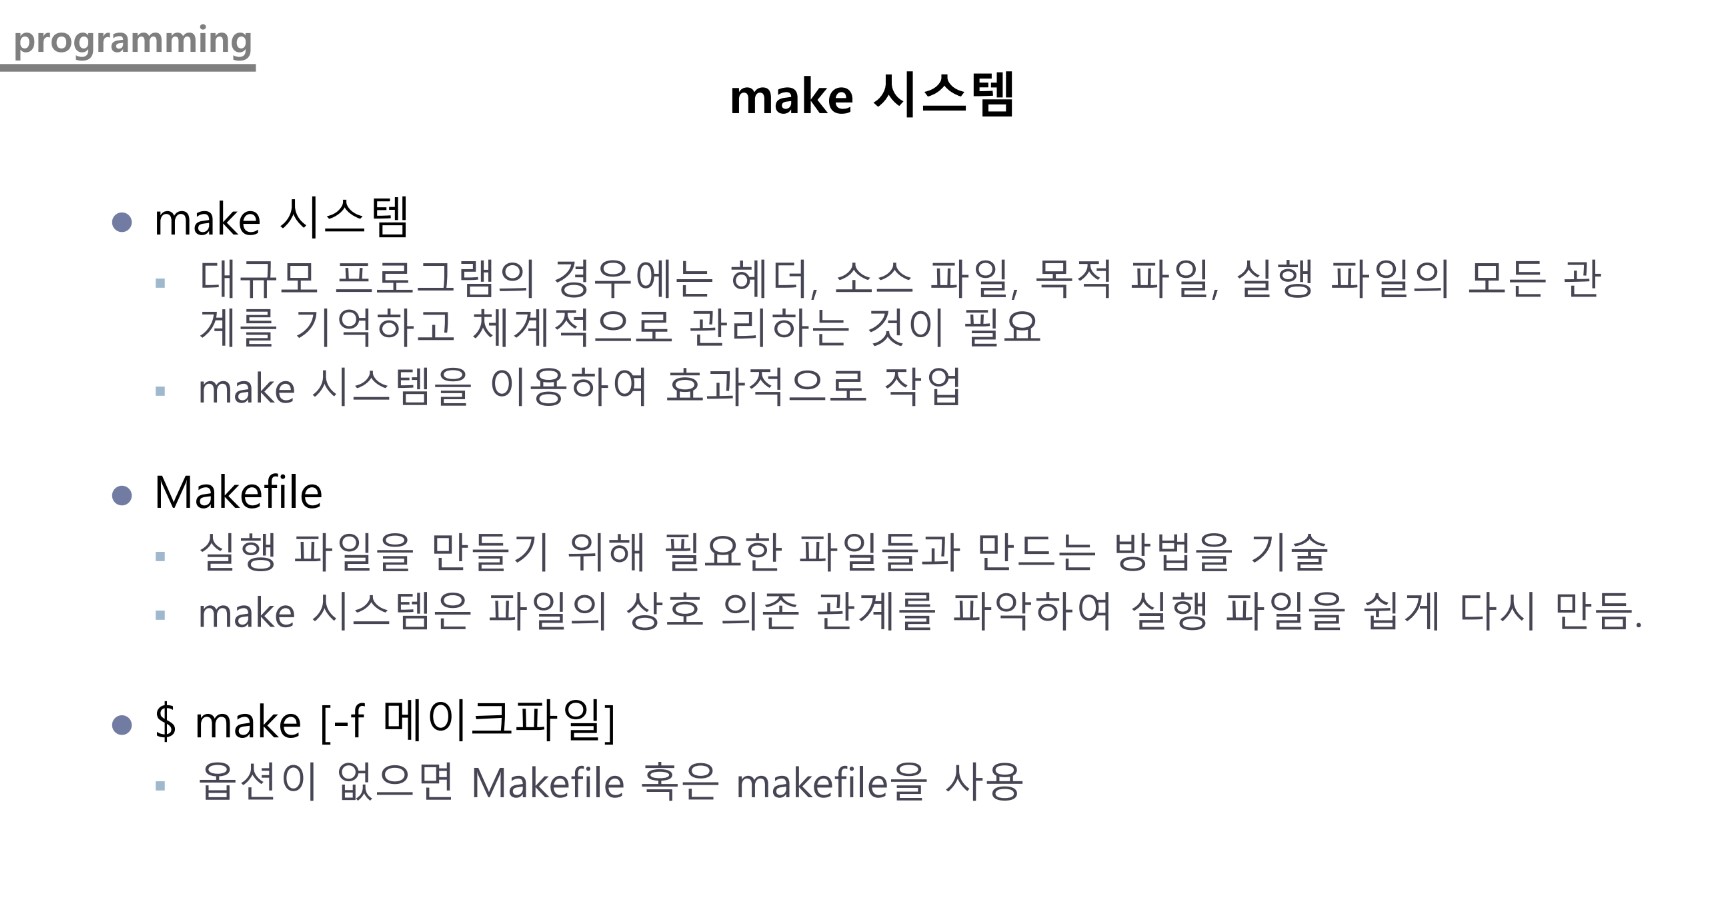 programming
make 시스템
● make 시스템
▪ 대규모 프로그램의 경우에는 헤더, 소스 파일, 목적 파일, 실행 파일의 모든 관
계를 기억하고 체계적으로 관리하는 것이 필요
▪ make 시스템을 이용하여 효과적으로 작업
● Makefile
▪ 실행 파일을 만들기 위해 필요한 파일들과 만드는 방법을 기술
▪ make 시스템은 파일의 상호 의존 관계를 파악하여 실행 파일을 쉽게 다시 만듬.
● $ make [-f 메이크파일]
▪ 옵션이 없으면 Makefile 혹은 makefile을 사용